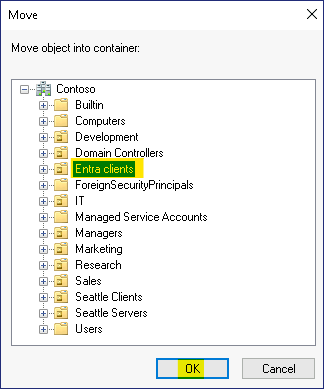 Move
Move object into container:
Contoso
Builtin
Computers
Development
Domain Controllers
Entra clients
ForeignSecurityPrincipals
IT
Managed Service Accounts
Managers
Marketing
Research
Sales
Seattle Clients
Seattle Servers
Users
OK
Cancel